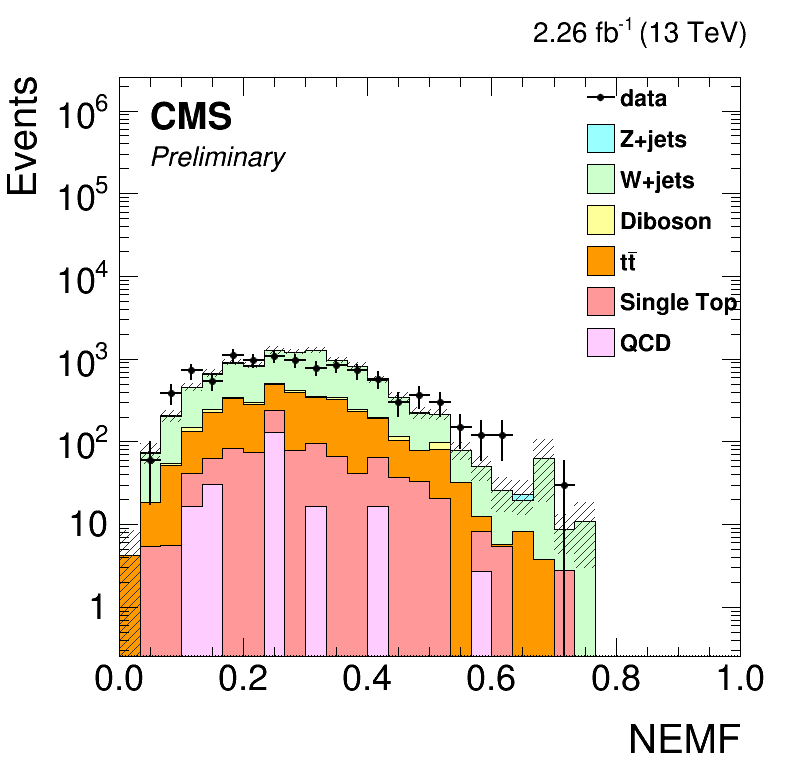 2.26 fb⁻¹ (13 TeV)
Events
CMS
Preliminary
data
Z+jets
W+jets
Diboson
tt̄
Single Top
QCD
10⁶
10⁵
10⁴
10³
10²
10
1
0.0 0.2 0.4 0.6 0.8 1.0
NEMF